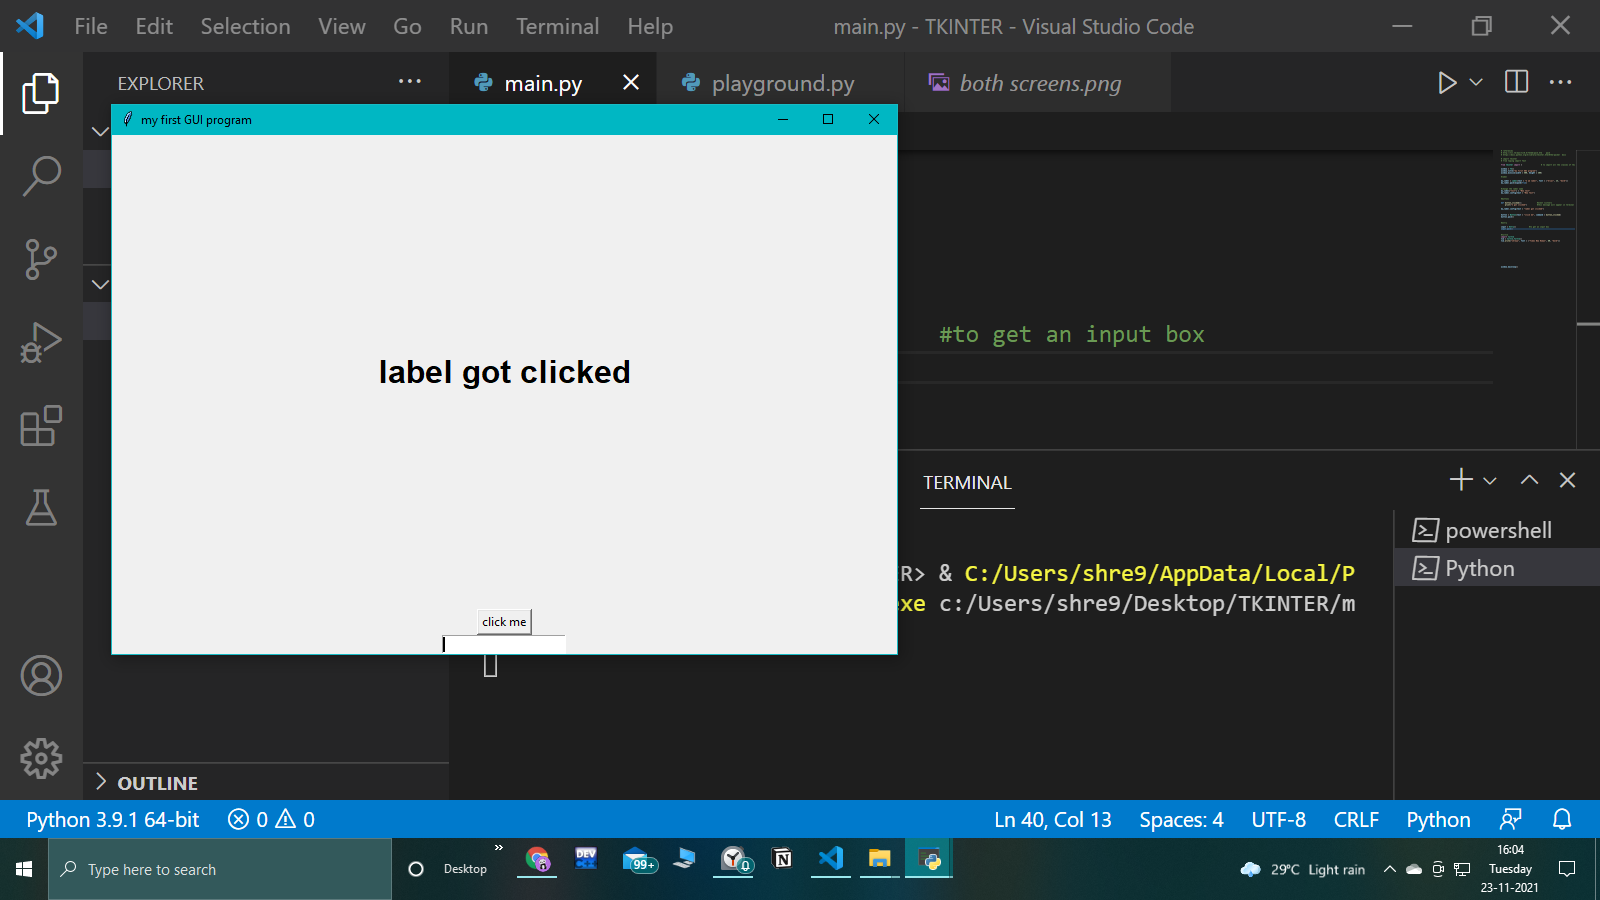 File Edit Selection View Go Run Terminal Help
main.py - TKINTER - Visual Studio Code
EXPLORER
main.py
playground.py
both screens.png
my first GUI program
label got clicked
click me
#to get an input box
TERMINAL
powershell
Python
ER> & C:/Users/shre9/AppData/Local/P
exe c:/Users/shre9/Desktop/TKINTER/m
OUTLINE
Python 3.9.1 64-bit 0 0
Ln 40, Col 13 Spaces: 4 UTF-8 CRLF Python
Type here to search
Desktop
DEV
99+
0
29°C Light rain
16:04
Tuesday
23-11-2021